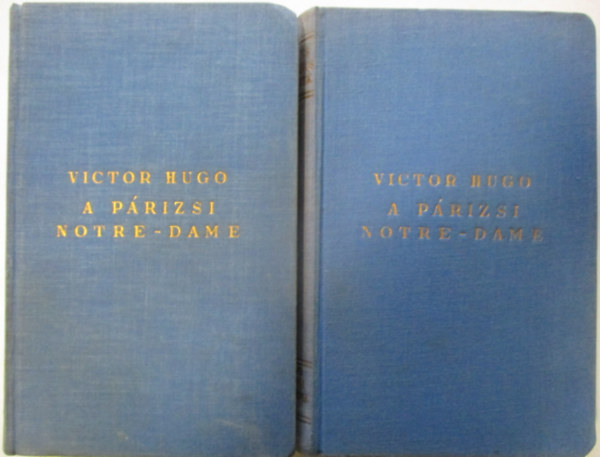 VICTOR HUGO
A PÁRIZSI
NOTRE-DAME
VICTOR HUGO
A PÁRIZSI
NOTRE-DAME